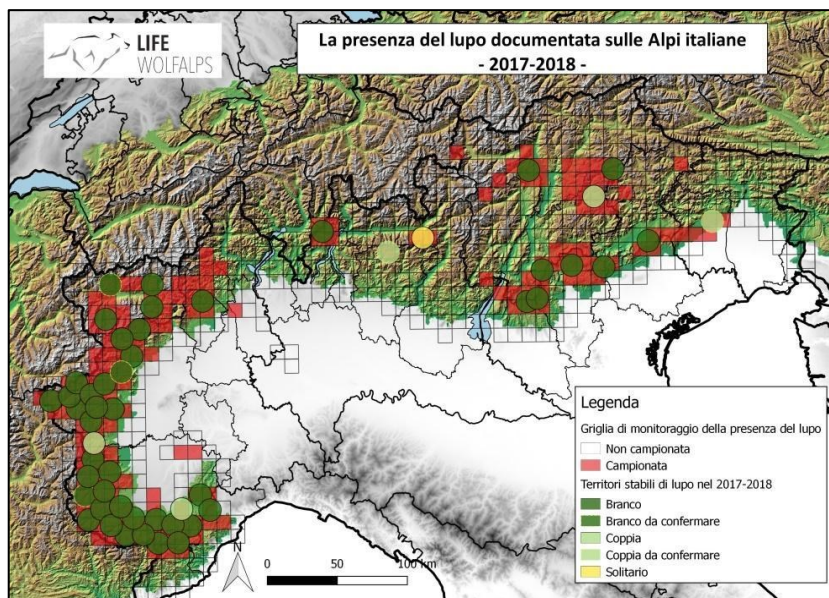 LIFE
WOLFALPS
La presenza del lupo documentata sulle Alpi italiane
- 2017-2018 -
Legenda
Griglia di monitoraggio della presenza del lupo
Non campionata
Campionata
Territori stabili di lupo nel 2017-2018
Branco
Branco da confermare
Coppia
Coppia da confermare
Solitario
N
0 50 100 km